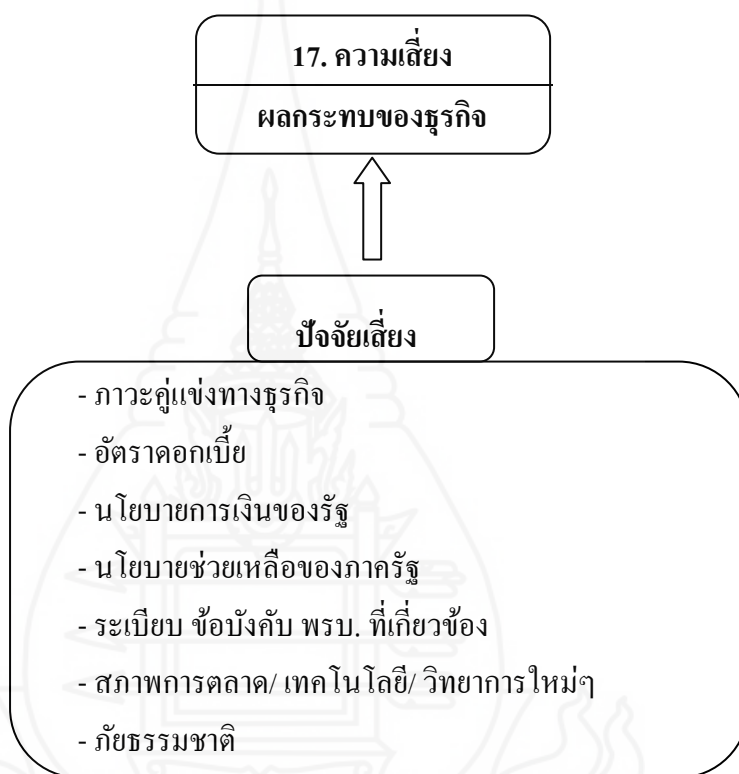 17. ความเสี่ยง
ผลกระทบของธุรกิจ
ปัจจัยเสี่ยง
- ภาวะคู่แข่งทางธุรกิจ
- อัตราดอกเบี้ย
- นโยบายการเงินของรัฐ
- นโยบายช่วยเหลือของภาครัฐ
- ระเบียบ ข้อบังคับ พรบ. ที่เกี่ยวข้อง
- สภาพการตลาด/ เทคโนโลยี/ วิทยาการใหม่ๆ
- ภัยธรรมชาติ